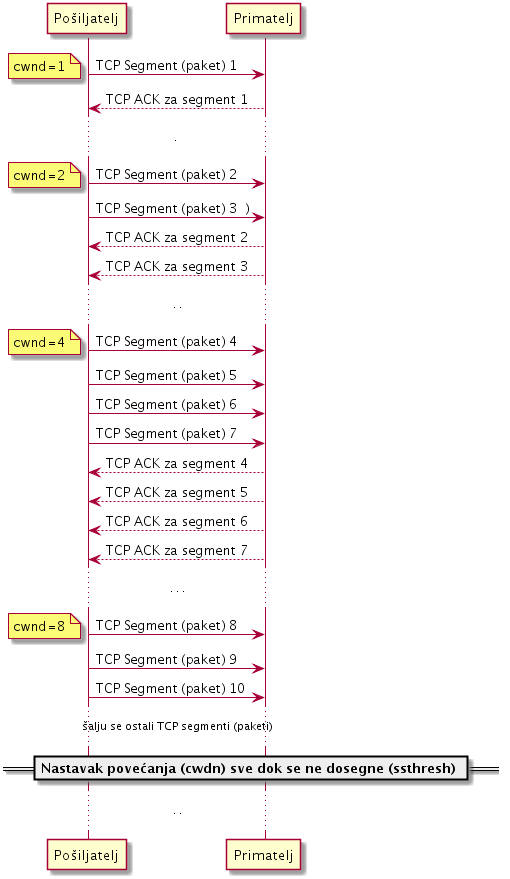 Pošiljatelj Primatelj
cwnd=1
TCP Segment (paket) 1
TCP ACK za segment 1
.
cwnd=2
TCP Segment (paket) 2
TCP Segment (paket) 3 )
TCP ACK za segment 2
TCP ACK za segment 3
. .
cwnd=4
TCP Segment (paket) 4
TCP Segment (paket) 5
TCP Segment (paket) 6
TCP Segment (paket) 7
TCP ACK za segment 4
TCP ACK za segment 5
TCP ACK za segment 6
TCP ACK za segment 7
. . .
cwnd=8
TCP Segment (paket) 8
TCP Segment (paket) 9
TCP Segment (paket) 10
šalju se ostali TCP segmenti (paketi)
Nastavak povećanja (cwdn) sve dok se ne dosegne (ssthresh)
. .
Pošiljatelj Primatelj